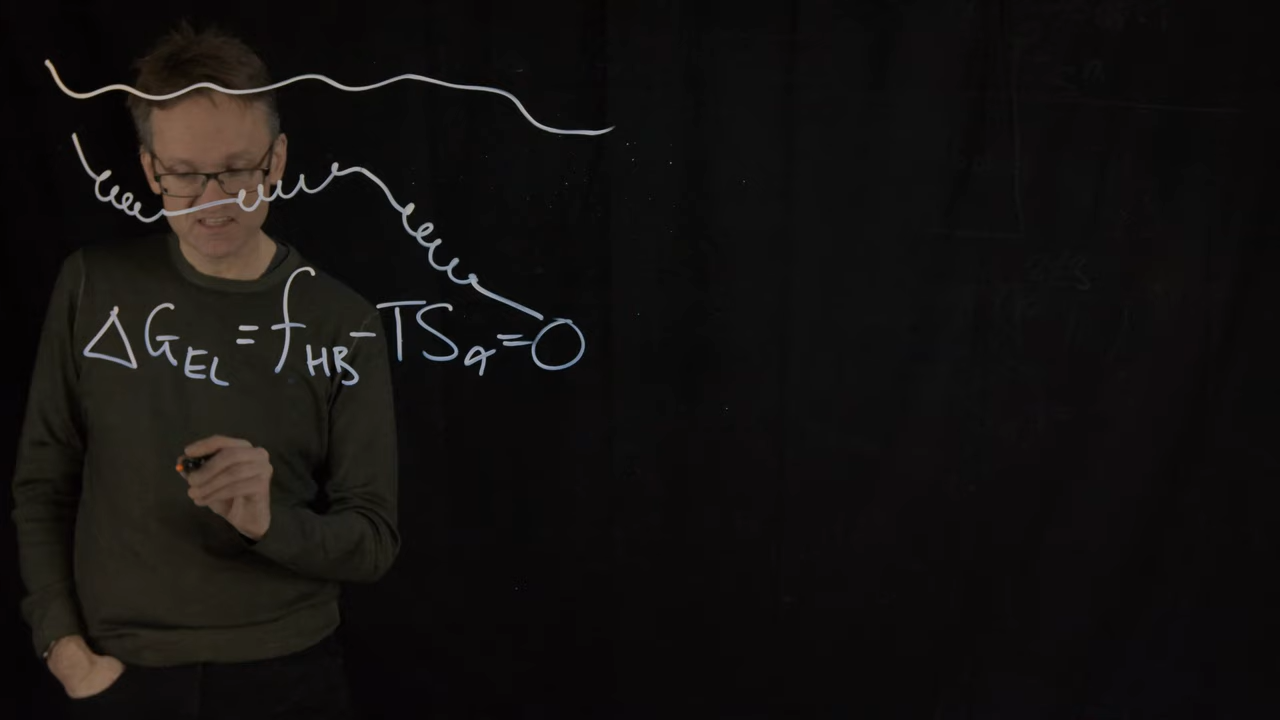 ΔG_EL = f_HB - TS_α = 0